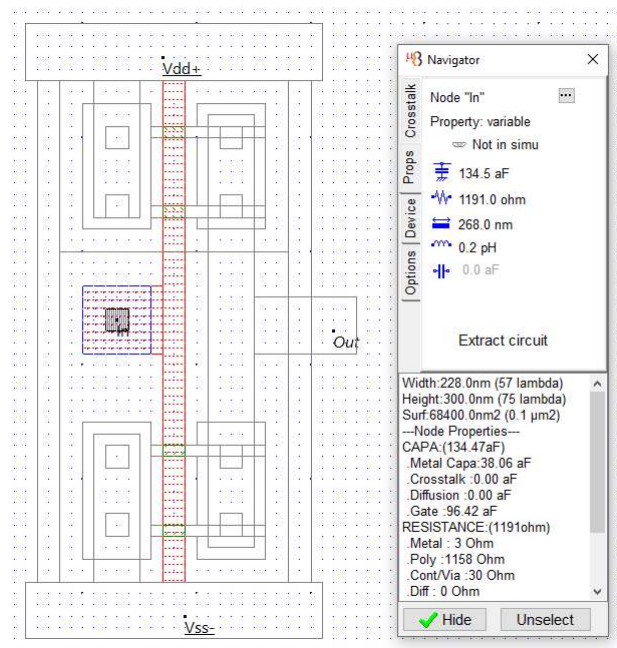 Vdd+
In
Out
Vss-
Navigator
Crosstalk
Props
Device
Options
Node "In"
...
Property: variable
Not in simu
134.5 aF
1191.0 ohm
268.0 nm
0.2 pH
0.0 aF
Extract circuit
Width:228.0nm (57 lambda)
Height:300.0nm (75 lambda)
Surf:68400.0nm2 (0.1 µm2)
---Node Properties---
CAPA:(134.47aF)
.Metal Capa:38.06 aF
.Crosstalk :0.00 aF
.Diffusion :0.00 aF
.Gate :96.42 aF
RESISTANCE:(1191ohm)
.Metal : 3 Ohm
.Poly :1158 Ohm
.Cont/Via :30 Ohm
.Diff : 0 Ohm
Hide
Unselect